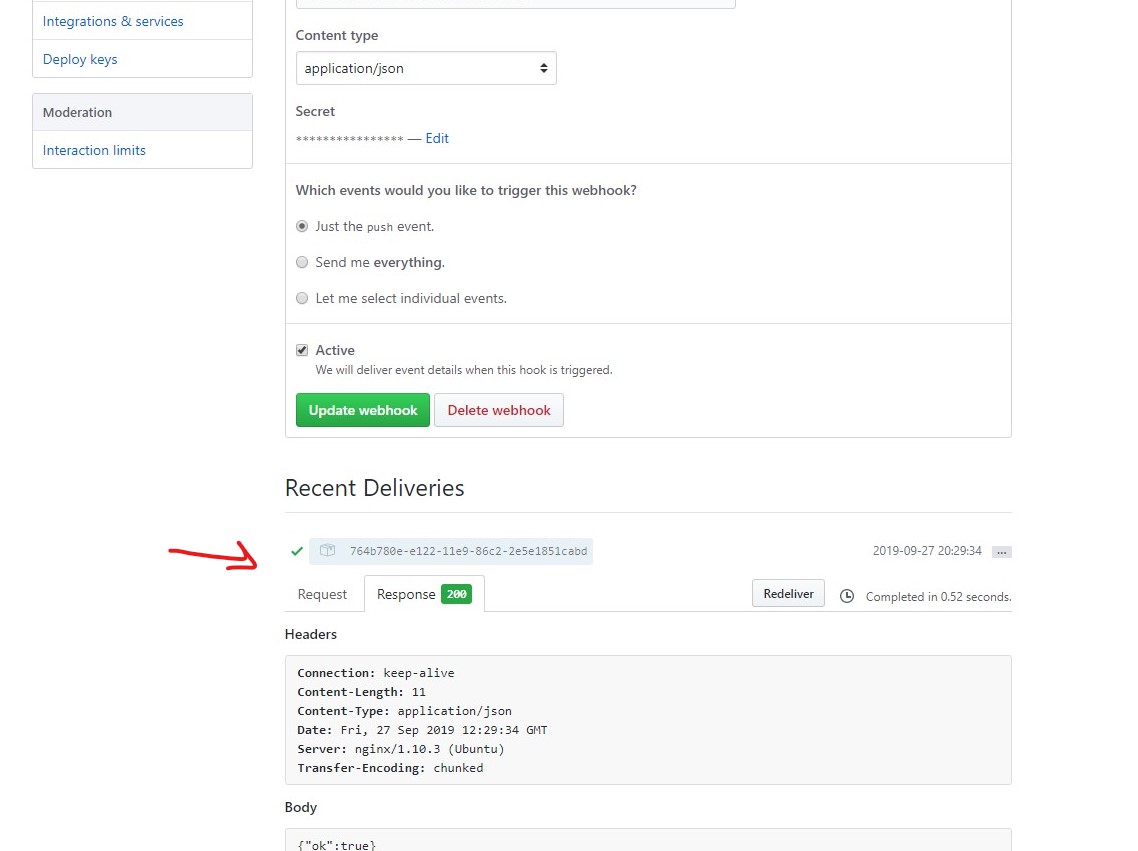 Integrations & services
Deploy keys
Moderation
Interaction limits
Content type
application/json
Secret
**************** — Edit
Which events would you like to trigger this webhook?
Just the push event.
Send me everything.
Let me select individual events.
Active
We will deliver event details when this hook is triggered.
Update webhook Delete webhook
Recent Deliveries
764b780e-e122-11e9-86c2-2e5e1851cabd 2019-09-27 20:29:34 ...
Request Response 200 Redeliver Completed in 0.52 seconds.
Headers
Connection: keep-alive
Content-Length: 11
Content-Type: application/json
Date: Fri, 27 Sep 2019 12:29:34 GMT
Server: nginx/1.10.3 (Ubuntu)
Transfer-Encoding: chunked
Body
{"ok":true}